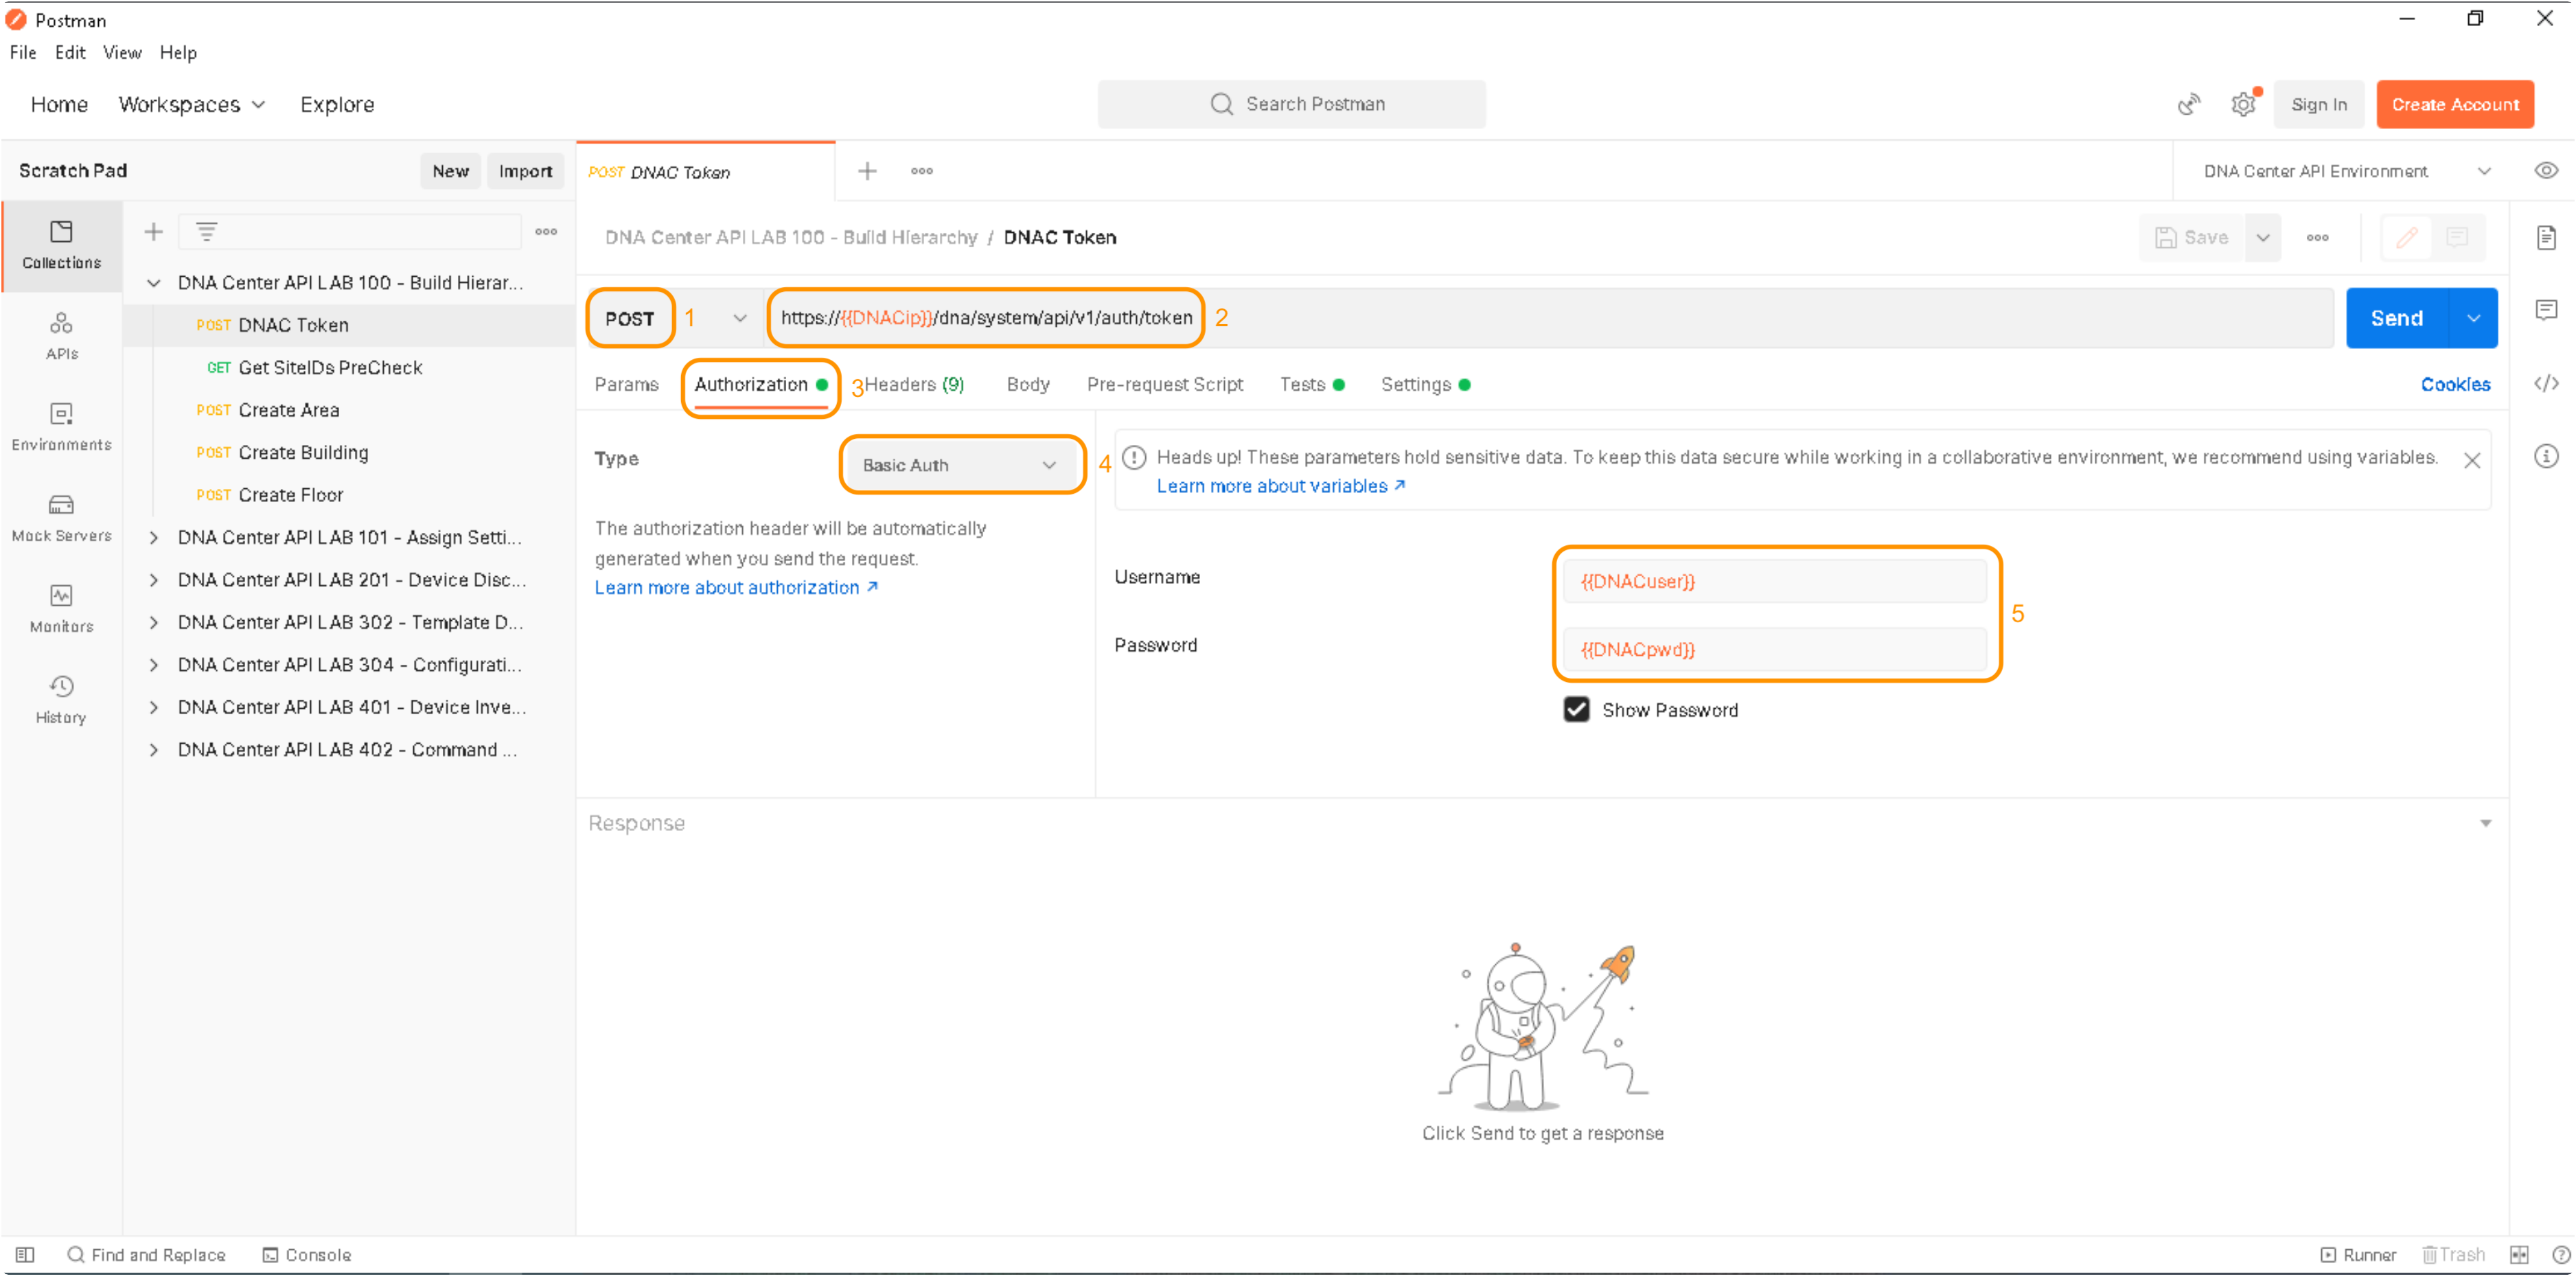 Postman
File Edit View Help
Home Workspaces Explore
Search Postman
Sign In Create Account
Scratch Pad New Import
POST DNAC Token
DNA Center API Environment
Collections
APIs
Environments
Mock Servers
Monitors
History
DNA Center API LAB 100 - Build Hierar...
POST DNAC Token
GET Get SiteIDs PreCheck
POST Create Area
POST Create Building
POST Create Floor
DNA Center API LAB 101 - Assign Setti...
DNA Center API LAB 201 - Device Disc...
DNA Center API LAB 302 - Template D...
DNA Center API LAB 304 - Configurati...
DNA Center API LAB 401 - Device Inve...
DNA Center API LAB 402 - Command ...
DNA Center API LAB 100 - Build Hierarchy / DNAC Token
Save
POST 1 https://{{DNACip}}/dna/system/api/v1/auth/token 2
Send
Params Authorization 3 Headers (9) Body Pre-request Script Tests Settings Cookies
Type Basic Auth 4
The authorization header will be automatically
generated when you send the request.
Learn more about authorization ↗
Heads up! These parameters hold sensitive data. To keep this data secure while working in a collaborative environment, we recommend using variables.
Learn more about variables ↗
Username {{DNACuser}}
5
Password {{DNACpwd}}
Show Password
Response
Click Send to get a response
Find and Replace Console
Runner Trash